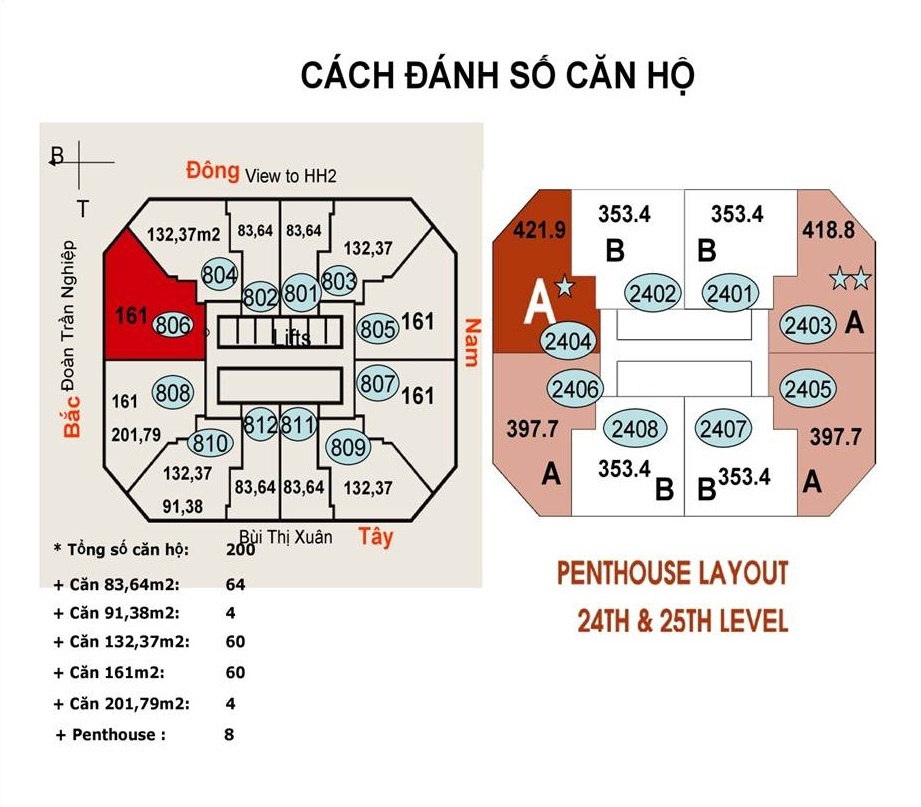 CÁCH ĐÁNH SỐ CĂN HỘ
B
T
Đông View to HH2
132,37m2
83,64
83,64
132,37
804
802
801
803
Bắc Đoàn Trần Nghiệp
161
806
Lifts
805
161
Nam
161
808
807
161
201,79
810
812
811
809
132,37
83,64
83,64
132,37
91,38
Bùi Thị Xuân
Tây
421.9
353.4
353.4
418.8
B
B
A
2402
2401
2403
A
2404
2406
2405
397.7
2408
2407
397.7
A
353.4
B
B
353.4
A
PENTHOUSE LAYOUT
24TH & 25TH LEVEL
* Tổng số căn hộ: 200
+ Căn 83,64m2: 64
+ Căn 91,38m2: 4
+ Căn 132,37m2: 60
+ Căn 161m2: 60
+ Căn 201,79m2: 4
+ Penthouse : 8